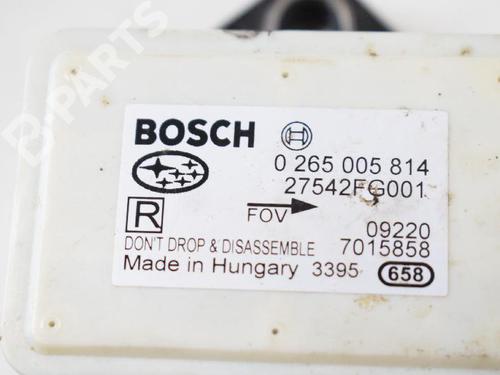 B-PARTS
BOSCH
0 265 005 814
27542FG001
R
FOV
09220
DON'T DROP & DISASSEMBLE 7015858
Made in Hungary 3395 658